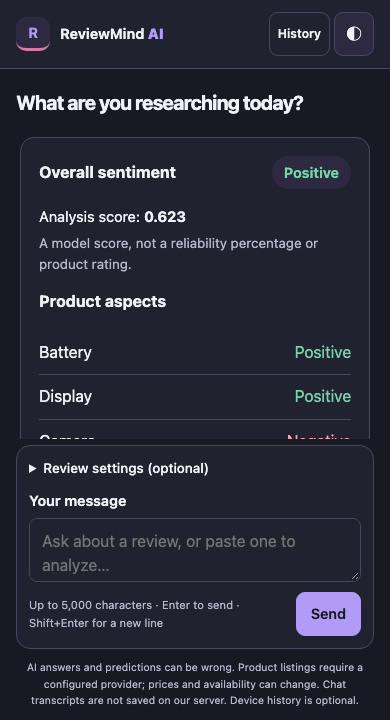 R
ReviewMind AI
History
What are you researching today?
Overall sentiment
Positive
Analysis score: 0.623
A model score, not a reliability percentage or
product rating.
Product aspects
Battery
Positive
Display
Positive
Your message
Review settings (optional)
Ask about a review, or paste one to
analyze...
Up to 5,000 characters · Enter to send ·
Shift+Enter for a new line
Send
AI answers and predictions can be wrong. Product listings require a
configured provider; prices and availability can change. Chat
transcripts are not saved on our server. Device history is optional.